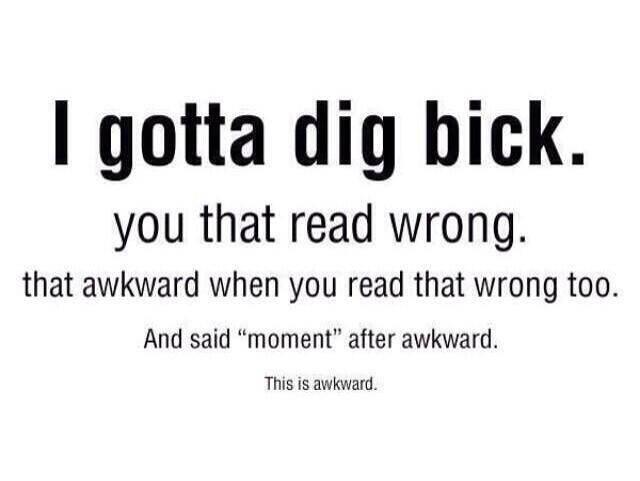 I gotta dig bick.
you that read wrong.
that awkward when you read that wrong too.
And said “moment” after awkward.
This is awkward.